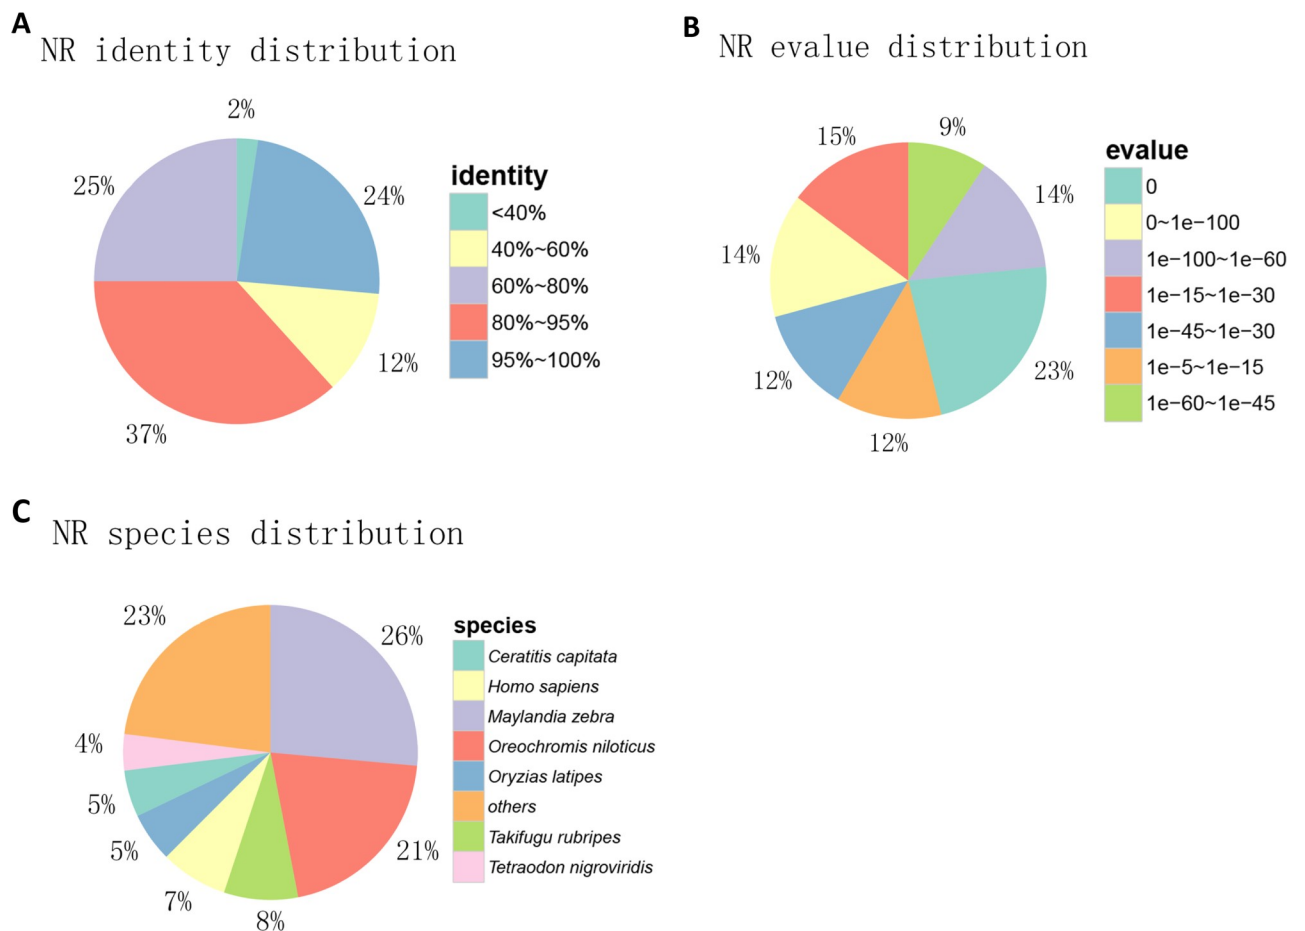 A
NR identity distribution
2%
24%
12%
37%
25%
identity
<40%
40%~60%
60%~80%
80%~95%
95%~100%
B
NR evalue distribution
9%
14%
23%
12%
12%
14%
15%
evalue
0
0~1e−100
1e−100~1e−60
1e−15~1e−30
1e−45~1e−30
1e−5~1e−15
1e−60~1e−45
C
NR species distribution
26%
21%
8%
7%
5%
5%
4%
23%
species
Ceratitis capitata
Homo sapiens
Maylandia zebra
Oreochromis niloticus
Oryzias latipes
others
Takifugu rubripes
Tetraodon nigroviridis